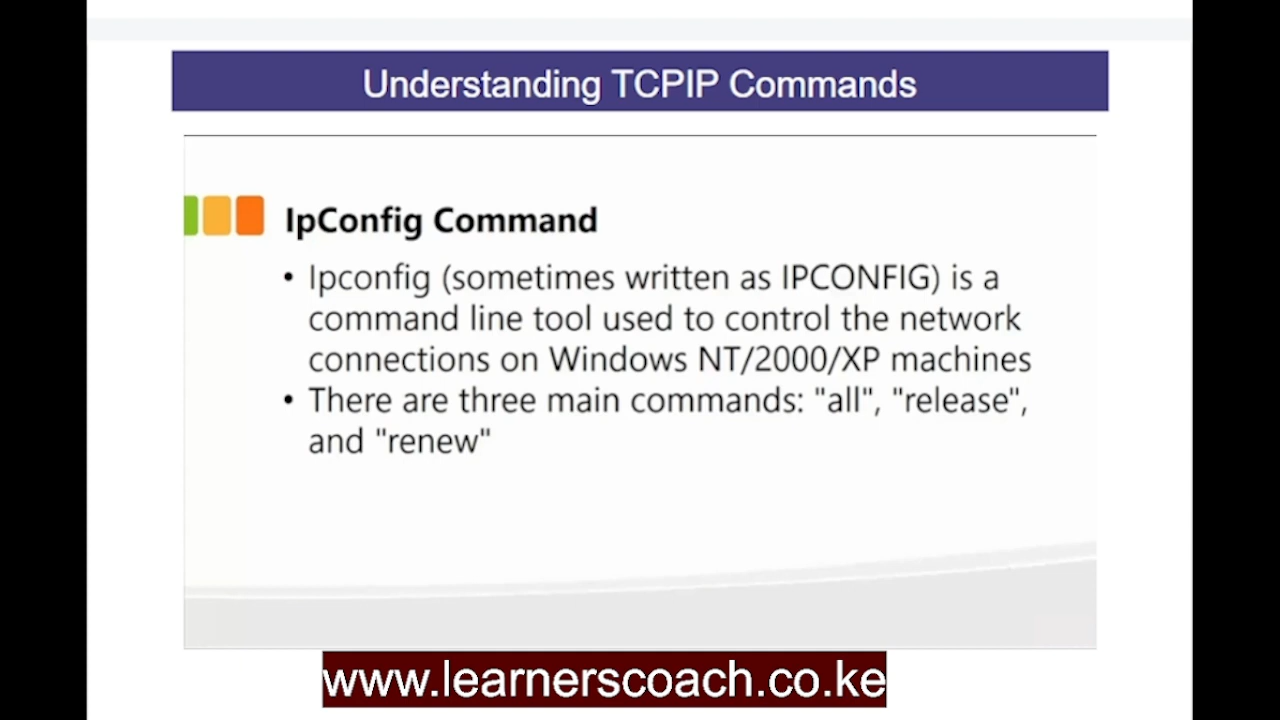 Understanding TCPIP Commands
IpConfig Command
• Ipconfig (sometimes written as IPCONFIG) is a
command line tool used to control the network
connections on Windows NT/2000/XP machines
• There are three main commands: "all", "release",
and "renew"
www.learnerscoach.co.ke